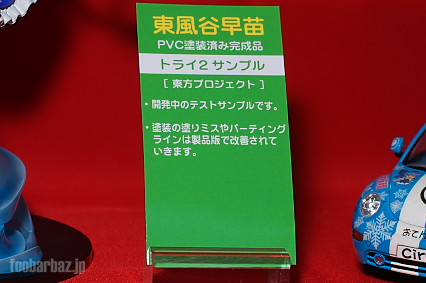 東風谷早苗
PVC塗装済み完成品
トライ2 サンプル
[ 東方プロジェクト ]
・開発中のテストサンプルです。
・塗装の塗りミスやパーティング
ラインは製品版で改善されて
いきます。
おてん
Cir
foobarbaz.jp